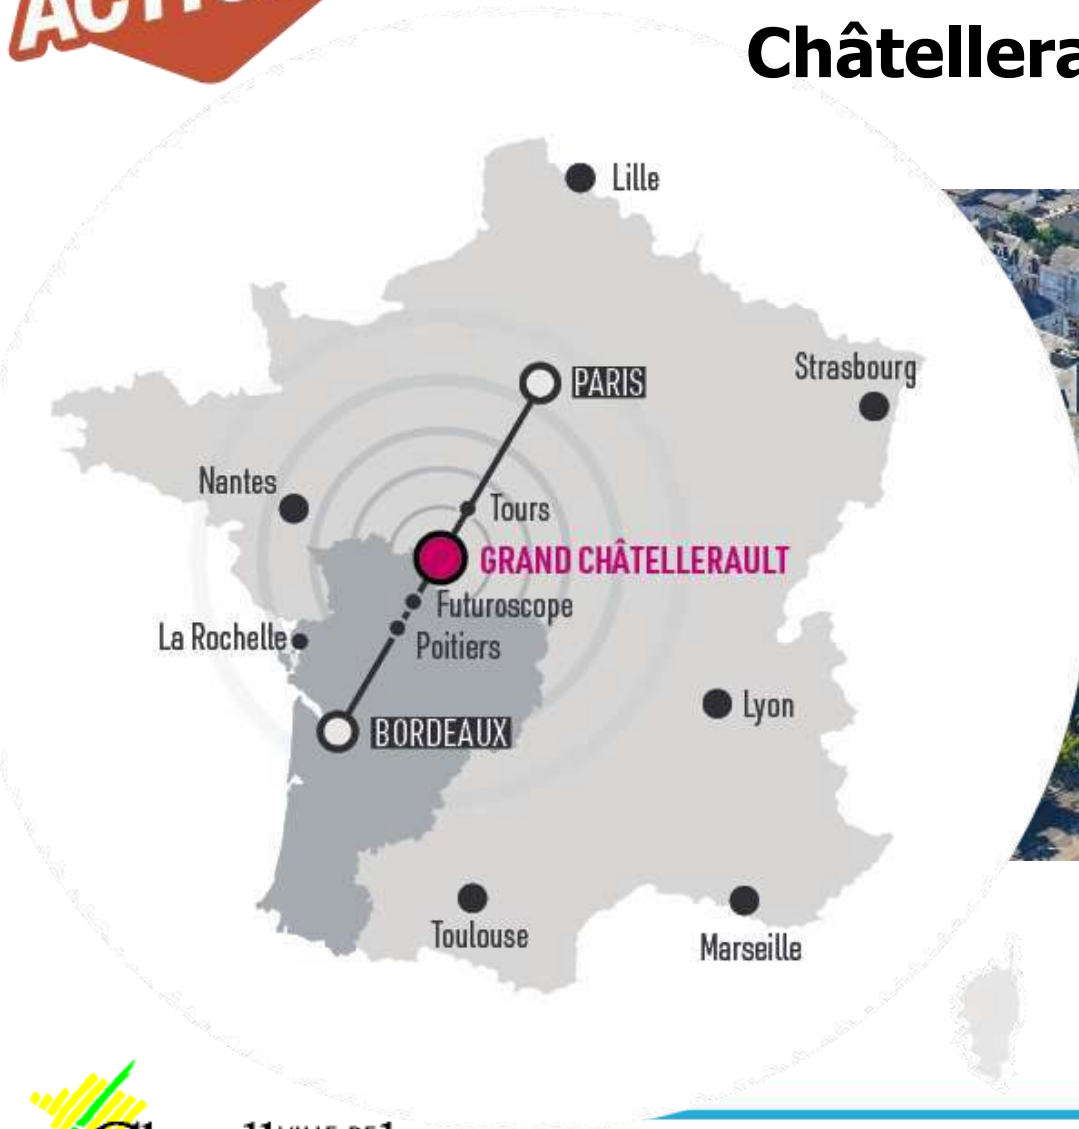 Châtellera
Lille
Strasbourg
PARIS
Nantes
Tours
GRAND CHÂTELLERAULT
Futuroscope
La Rochelle
Poitiers
Lyon
BORDEAUX
Toulouse
Marseille